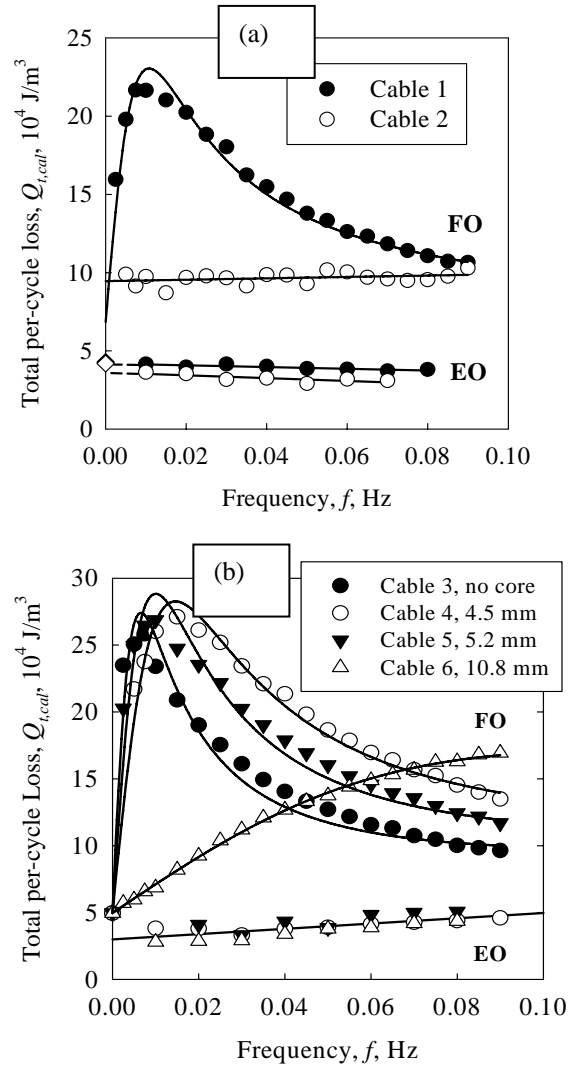 (a)
25
20
15
10
5
0
Total per-cycle loss, Q_{t,cal}, 10^4 J/m^3
Cable 1
Cable 2
FO
EO
0.00 0.02 0.04 0.06 0.08 0.10
Frequency, f, Hz
(b)
30
25
20
15
10
5
0
Total per-cycle Loss, Q_{t,cal}, 10^4 J/m^3
Cable 3, no core
Cable 4, 4.5 mm
Cable 5, 5.2 mm
Cable 6, 10.8 mm
FO
EO
0.00 0.02 0.04 0.06 0.08 0.10
Frequency, f, Hz